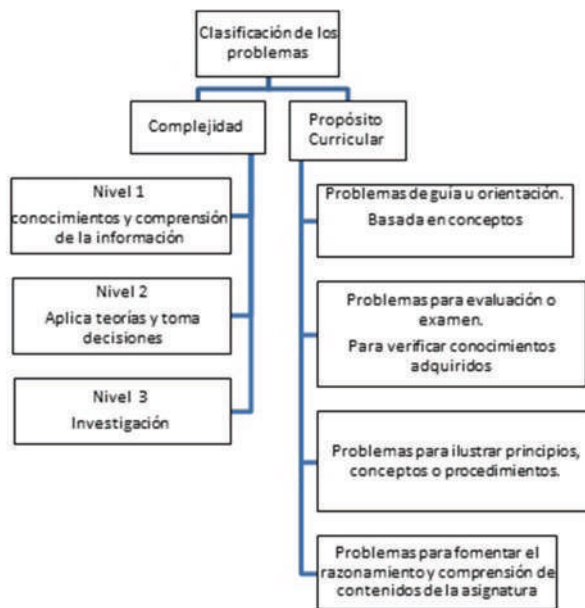 Clasificación de los
problemas
Complejidad
Propósito
Curricular
Nivel 1
conocimientos y comprensión
de la información
Nivel 2
Aplica teorías y toma
decisiones
Nivel 3
Investigación
Problemas de guía u orientación.
Basada en conceptos
Problemas para evaluación o
examen.
Para verificar conocimientos
adquiridos
Problemas para ilustrar principios,
conceptos o procedimientos.
Problemas para fomentar el
razonamiento y comprensión de
contenidos de la asignatura